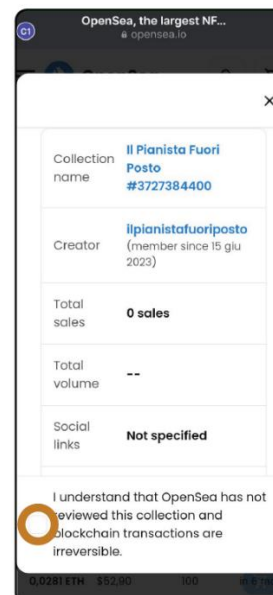 C1
OpenSea, the largest NF...
opensea.io
×
Collection name
Il Pianista Fuori Posto #3727384400
Creator
ilpianistafuoriposto
(member since 15 giu 2023)
Total sales
0 sales
Total volume
--
Social links
Not specified
I understand that OpenSea has not
reviewed this collection and
blockchain transactions are
irreversible.
0,0281 ETH $52,90 100